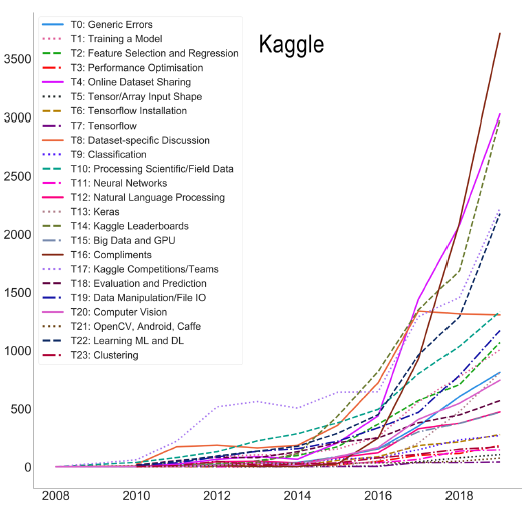 Kaggle
T0: Generic Errors
T1: Training a Model
T2: Feature Selection and Regression
T3: Performance Optimisation
T4: Online Dataset Sharing
T5: Tensor/Array Input Shape
T6: Tensorflow Installation
T7: Tensorflow
T8: Dataset-specific Discussion
T9: Classification
T10: Processing Scientific/Field Data
T11: Neural Networks
T12: Natural Language Processing
T13: Keras
T14: Kaggle Leaderboards
T15: Big Data and GPU
T16: Compliments
T17: Kaggle Competitions/Teams
T18: Evaluation and Prediction
T19: Data Manipulation/File IO
T20: Computer Vision
T21: OpenCV, Android, Caffe
T22: Learning ML and DL
T23: Clustering
3500
3000
2500
2000
1500
1000
500
0
2008 2010 2012 2014 2016 2018